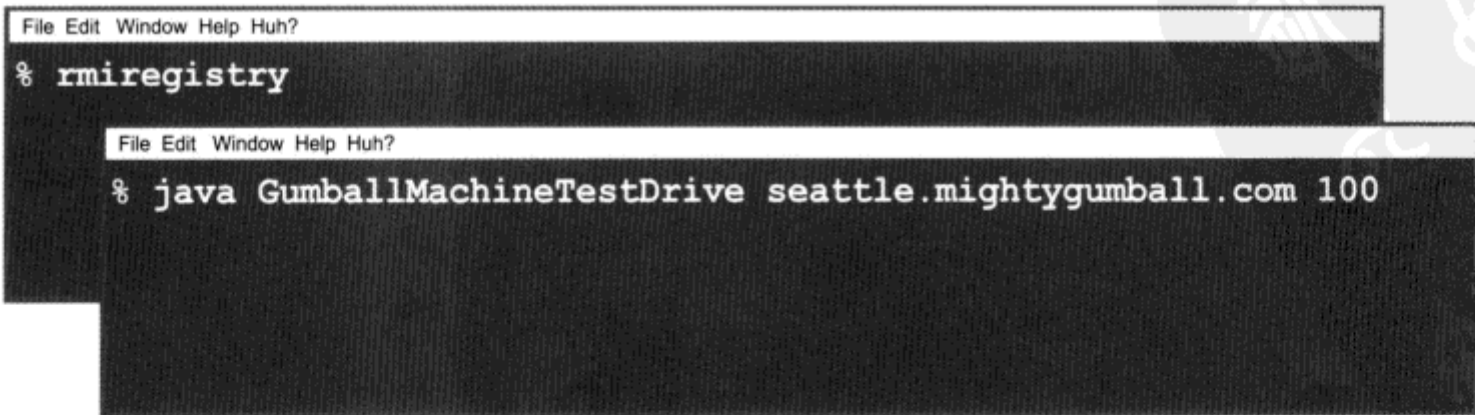 File Edit Window Help Huh?
% rmiregistry
File Edit Window Help Huh?
% java GumballMachineTestDrive seattle.mightygumball.com 100